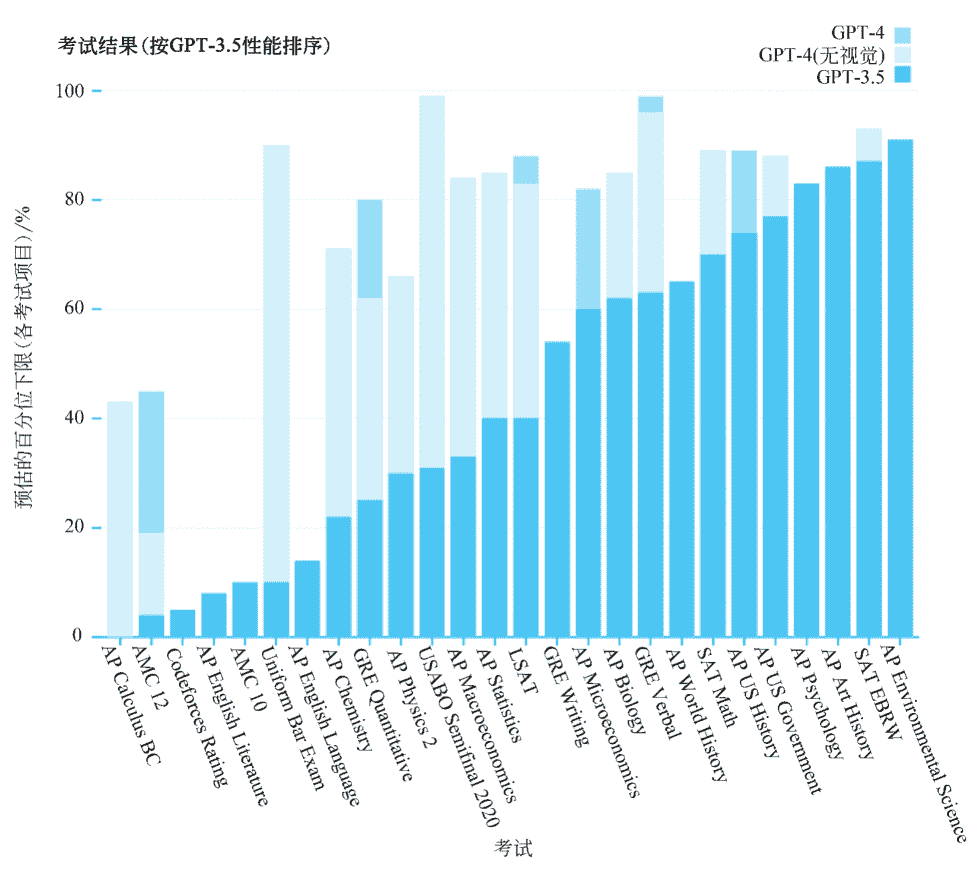 考试结果(按GPT-3.5性能排序)
GPT-4
GPT-4(无视觉)
GPT-3.5
预估的百分位下限(各考试项目)/%
100
80
60
40
20
0
AP Calculus BC
AMC 12
Codeforces Rating
AP English Literature
AMC 10
Uniform Bar Exam
AP English Language
AP Chemistry
GRE Quantitative
AP Physics 2
USABO Semifinal 2020
AP Macroeconomics
AP Statistics
LSAT
GRE Writing
AP Microeconomics
AP Biology
GRE Verbal
AP World History
SAT Math
AP US History
AP US Government
AP Psychology
AP Art History
SAT EBRW
AP Environmental Science
考试